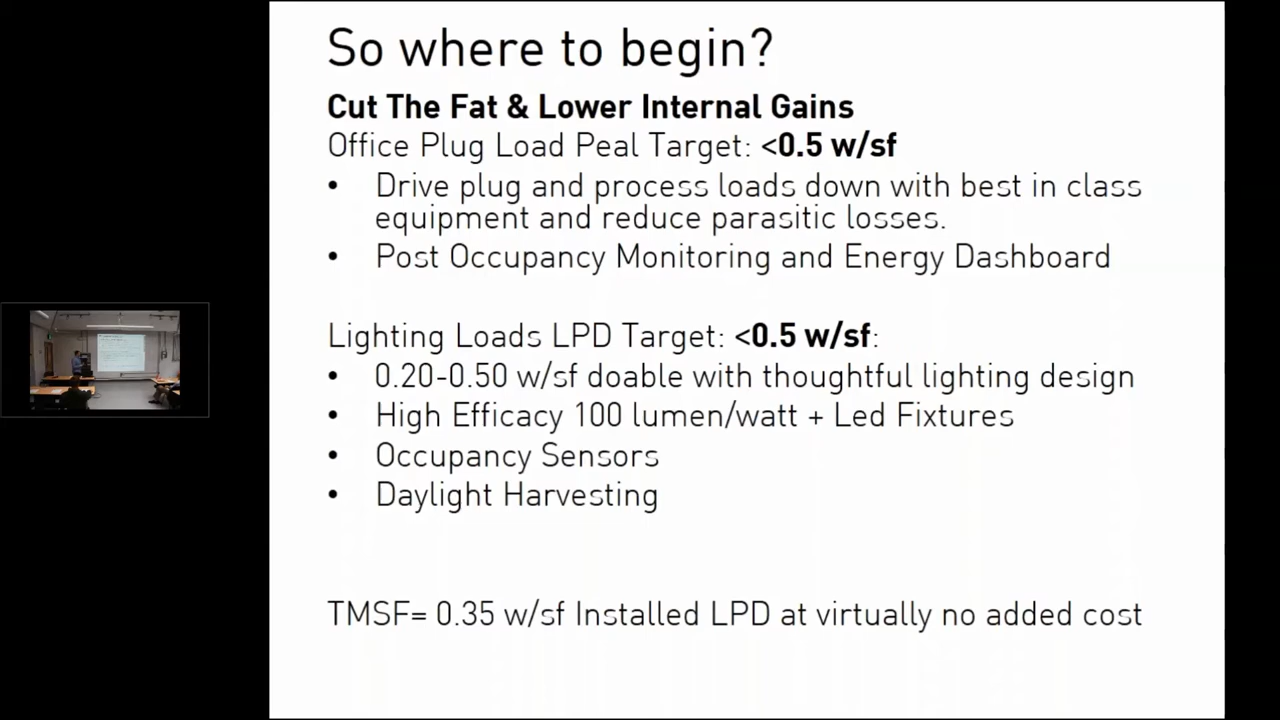 So where to begin?
Cut The Fat & Lower Internal Gains
Office Plug Load Peal Target: <0.5 w/sf
• Drive plug and process loads down with best in class
equipment and reduce parasitic losses.
• Post Occupancy Monitoring and Energy Dashboard
Lighting Loads LPD Target: <0.5 w/sf:
• 0.20-0.50 w/sf doable with thoughtful lighting design
• High Efficacy 100 lumen/watt + Led Fixtures
• Occupancy Sensors
• Daylight Harvesting
TMSF= 0.35 w/sf Installed LPD at virtually no added cost